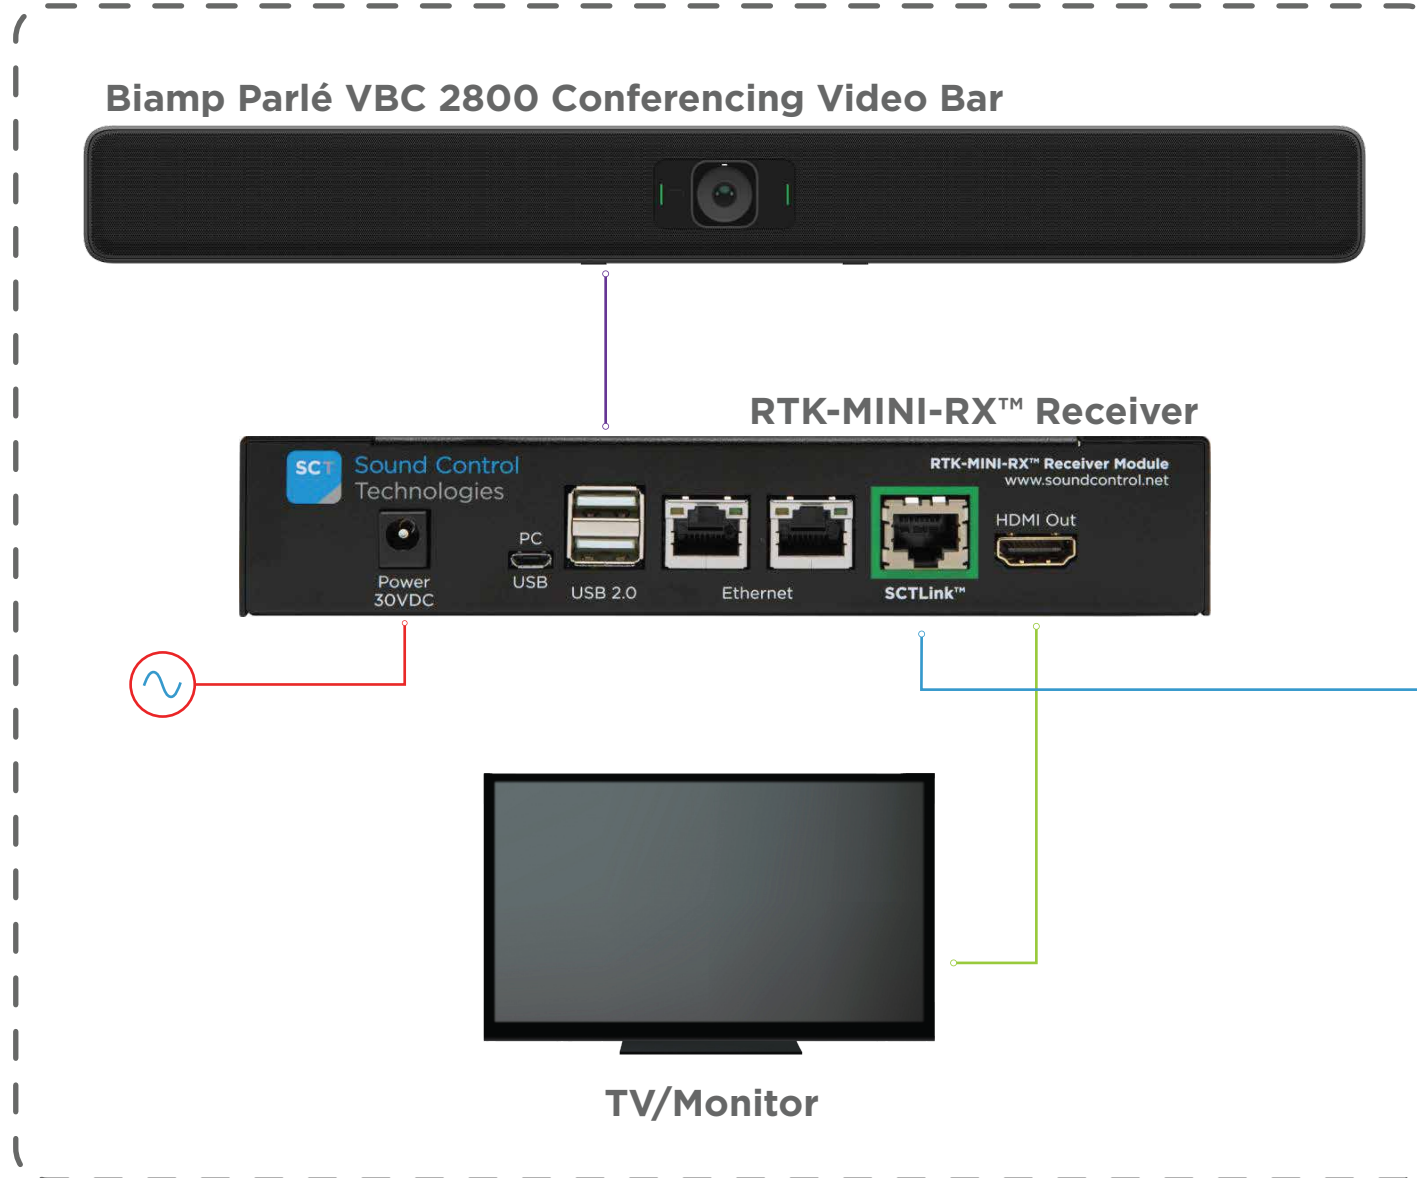 Biamp Parlé VBC 2800 Conferencing Video Bar
RTK-MINI-RX™ Receiver
SCT
Sound Control
Technologies
RTK-MINI-RX™ Receiver Module
www.soundcontrol.net
HDMI Out
PC
USB
Power
30VDC
USB 2.0
Ethernet
SCTLink™
TV/Monitor